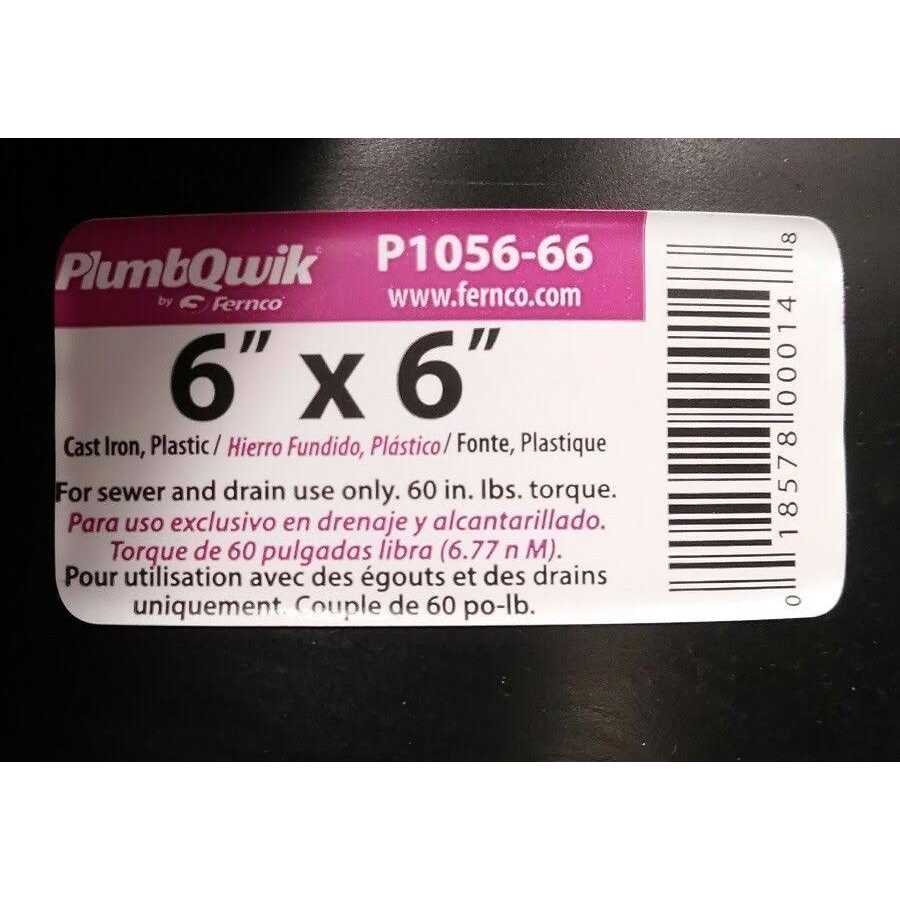 PlumbQwik®
by Fernco®
P1056-66
www.fernco.com
6" x 6"
Cast Iron, Plastic / Hierro Fundido, Plástico / Fonte, Plastique
For sewer and drain use only. 60 in. lbs. torque.
Para uso exclusivo en drenaje y alcantarillado.
Torque de 60 pulgadas libra (6.77 n M).
Pour utilisation avec des égouts et des drains
uniquement. Couple de 60 po-lb.
0 18578 00014 8